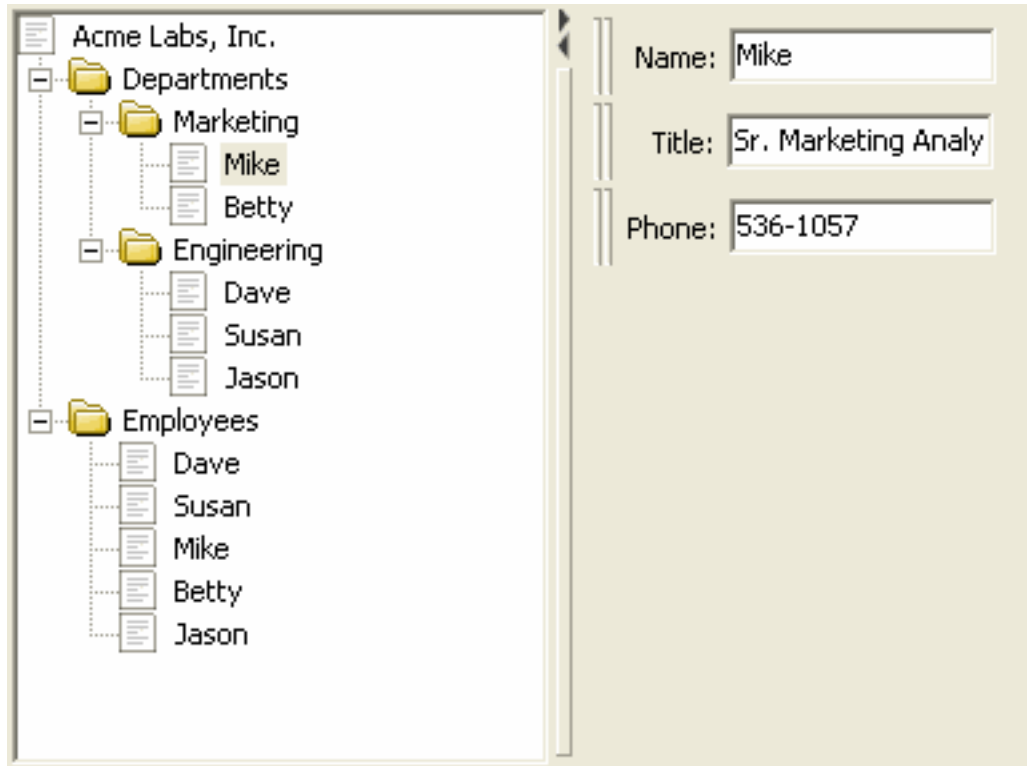 Acme Labs, Inc.
Departments
Marketing
Mike
Betty
Engineering
Dave
Susan
Jason
Employees
Dave
Susan
Mike
Betty
Jason
Name: Mike
Title: Sr. Marketing Analy
Phone: 536-1057